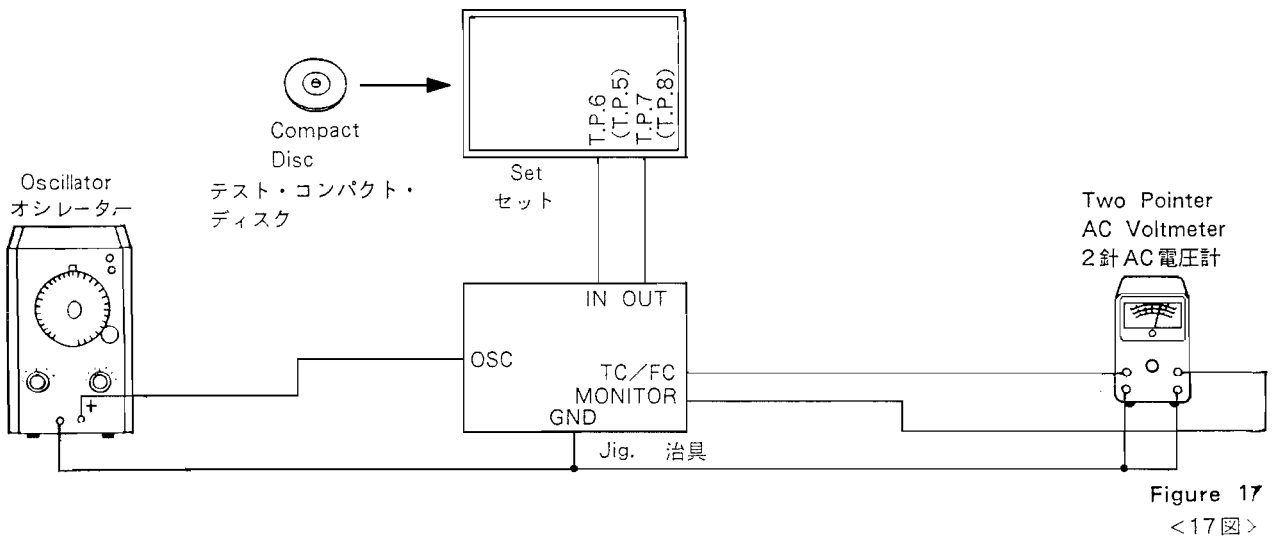 T.P.6
(T.P.5)
T.P.7
(T.P.8)
Compact
Disc
テスト・コンパクト・
ディスク
Set
セット
Oscillator
オシレーター
Two Pointer
AC Voltmeter
2針AC電圧計
IN OUT
OSC
TC/FC
MONITOR
GND
+
Jig. 治具
Figure 17
<17図>